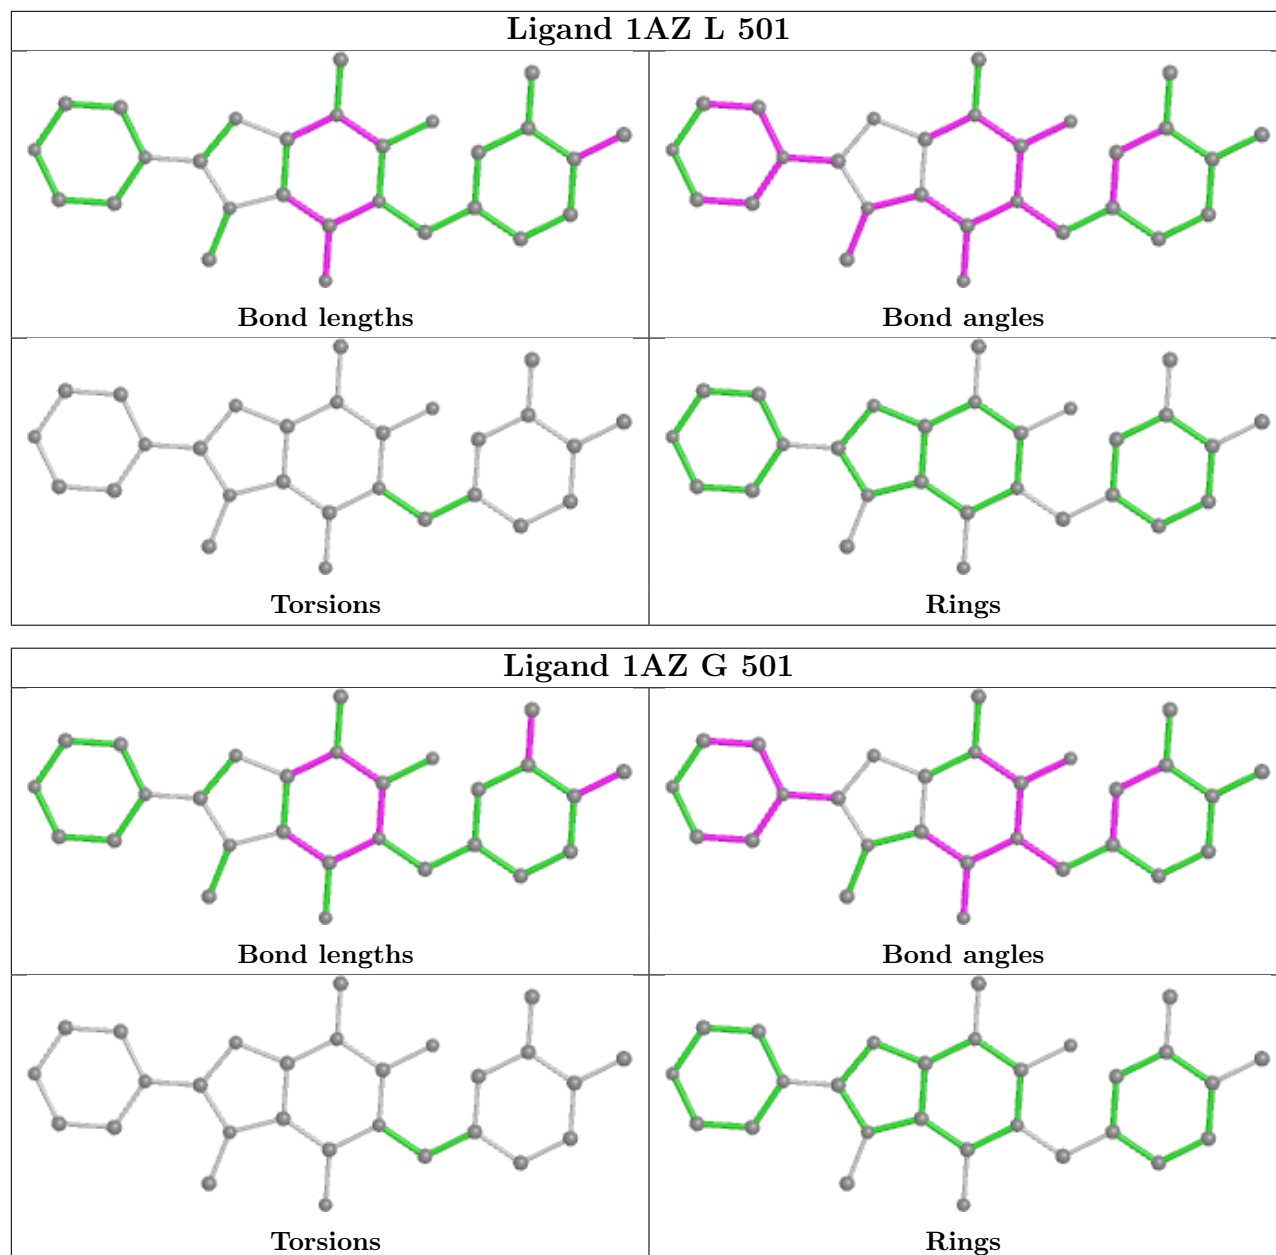 Ligand 1AZ L 501
Bond lengths
Bond angles
Torsions
Rings
Ligand 1AZ G 501
Bond lengths
Bond angles
Torsions
Rings